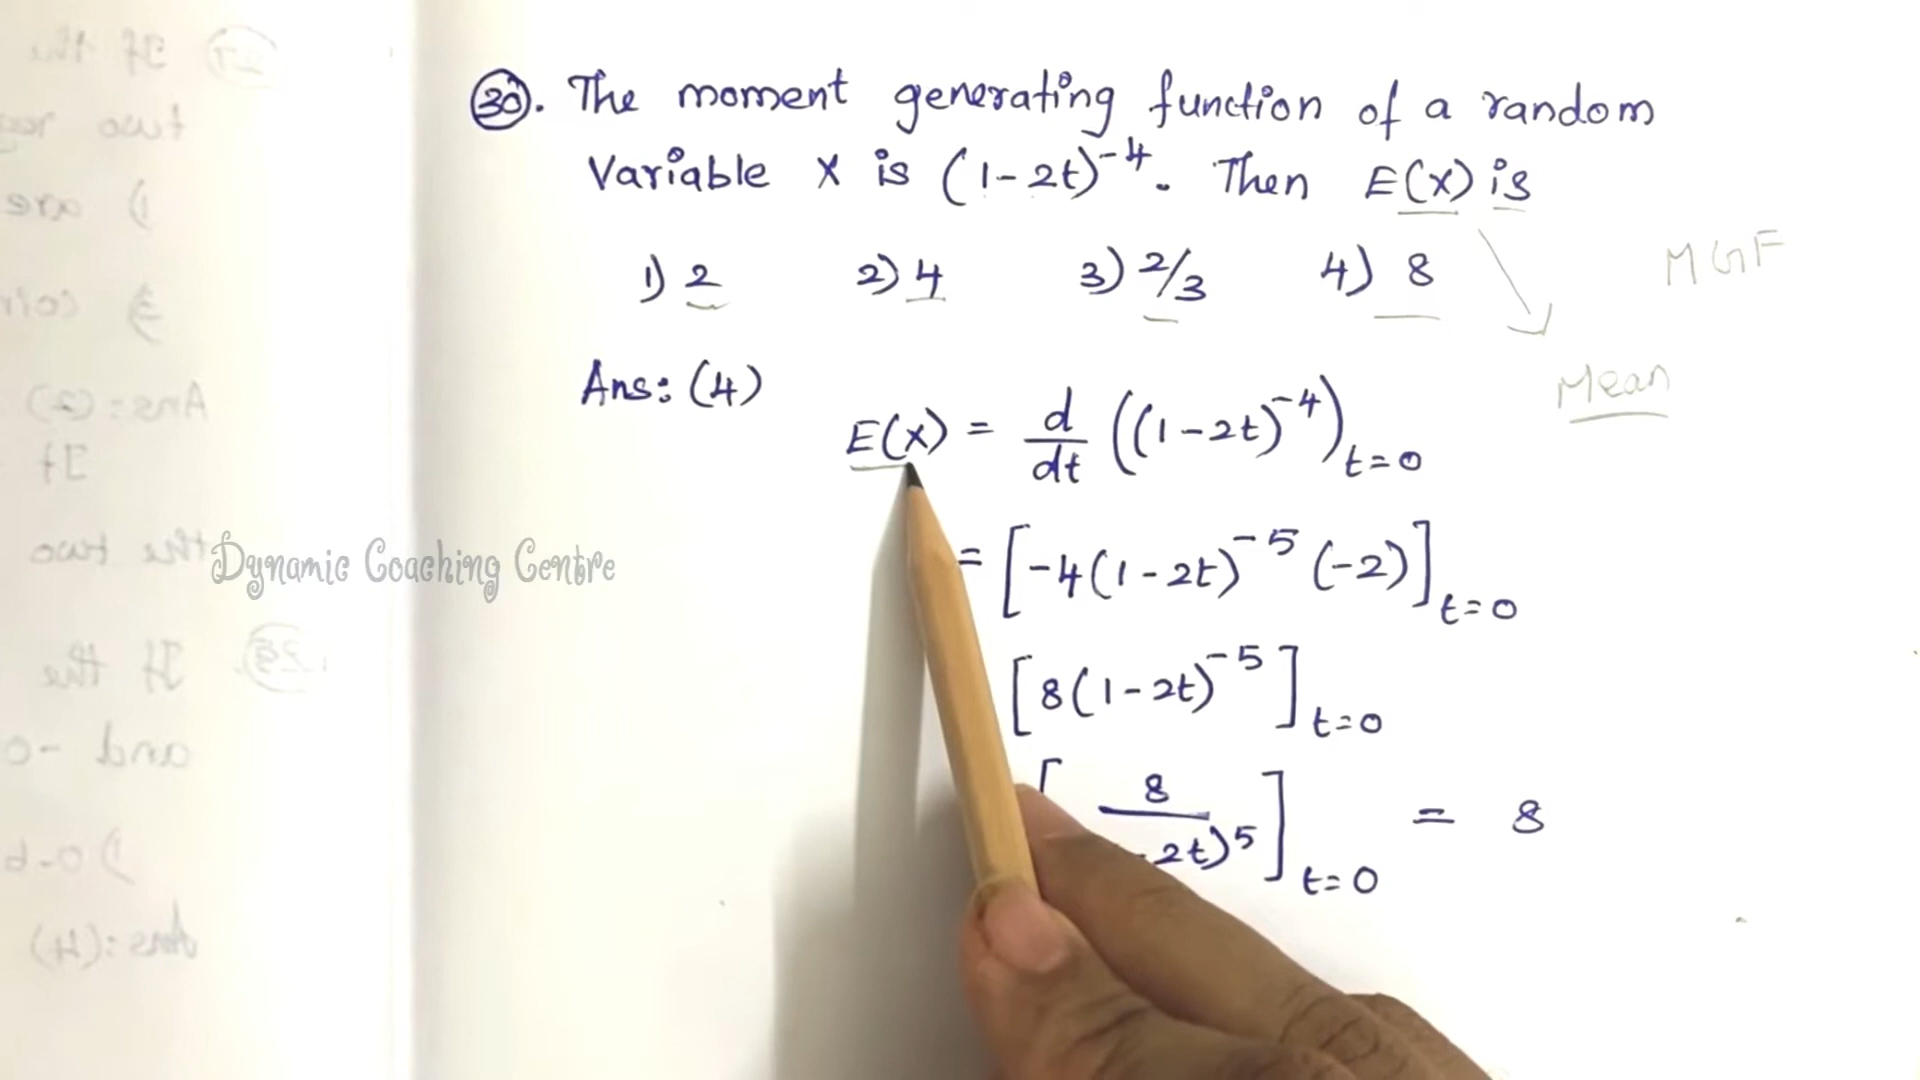 30. The moment generating function of a random
Variable X is (1-2t)^-4. Then E(X) is
1) 2 2) 4 3) 2/3 4) 8
MGF
Mean
Ans: (4)
E(X) = d/dt ((1-2t)^-4) t=0
= [-4(1-2t)^-5 (-2)] t=0
[8(1-2t)^-5] t=0
[8/ -2t)^5] t=0 = 8
Dynamic Coaching Centre